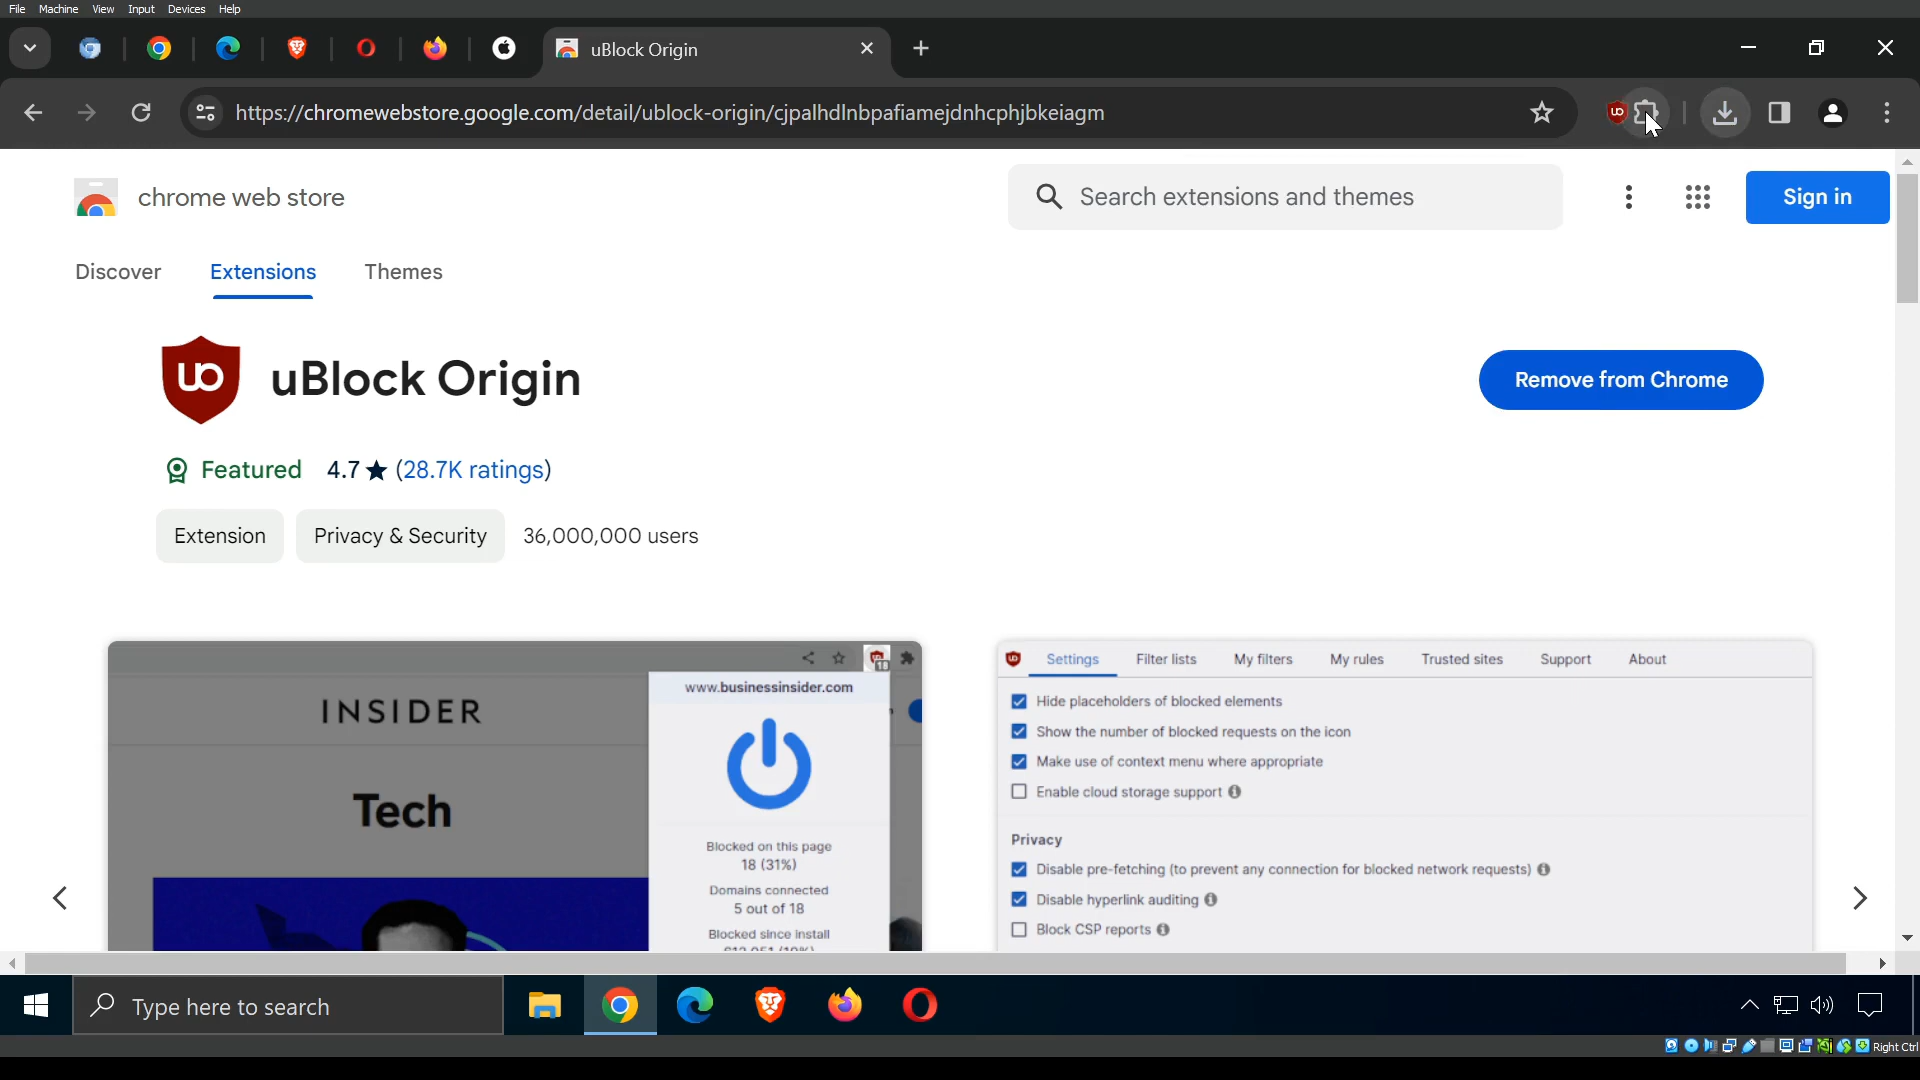 File Machine View Input Devices Help
uBlock Origin
https://chromewebstore.google.com/detail/ublock-origin/cjpalhdlnbpafiamejdnhcphjbkeiagm
chrome web store
Search extensions and themes
Sign in
Discover Extensions Themes
uBlock Origin
Remove from Chrome
Featured 4.7 ★ (28.7K ratings)
Extension Privacy & Security 36,000,000 users
18
www.businessinsider.com
INSIDER
Tech
Blocked on this page
18 (31%)
Domains connected
5 out of 18
Blocked since install
Settings Filter lists My filters My rules Trusted sites Support About
Hide placeholders of blocked elements
Show the number of blocked requests on the icon
Make use of context menu where appropriate
Enable cloud storage support
Privacy
Disable pre-fetching (to prevent any connection for blocked network requests)
Disable hyperlink auditing
Block CSP reports
Type here to search
Right Ctrl